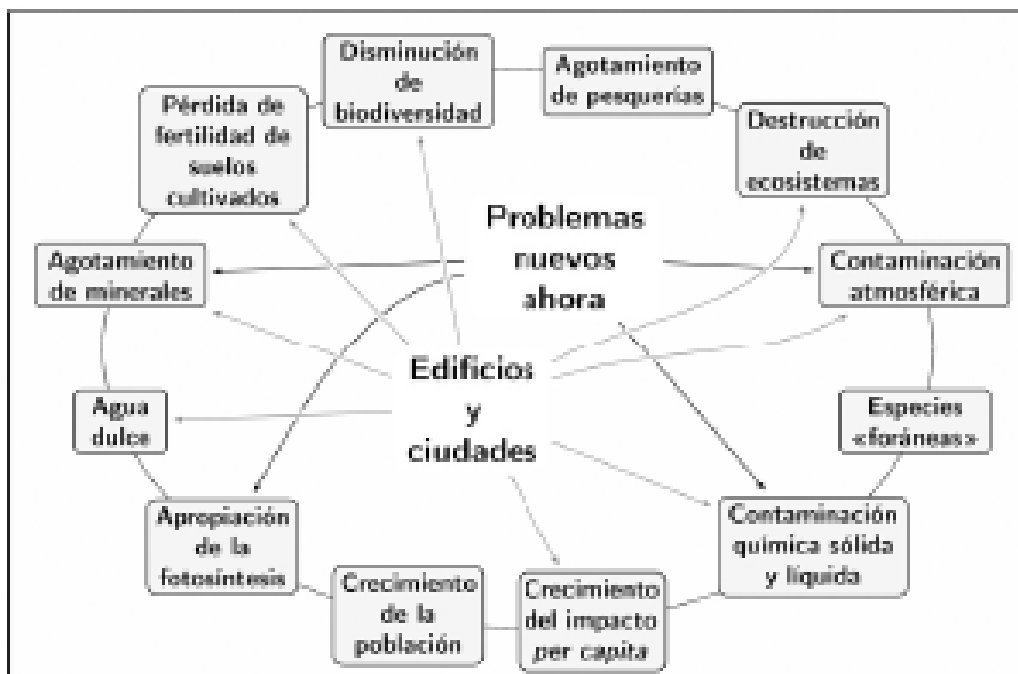 Disminución
de
biodiversidad
Agotamiento
de pesquerías
Destrucción
de
ecosistemas
Contaminación
atmosférica
Especies
«foráneas»
Contaminación
química sólida
y líquida
Crecimiento
del impacto
per capita
Crecimiento
de la
población
Apropiación
de la
fotosíntesis
Agua
dulce
Agotamiento
de minerales
Pérdida de
fertilidad de
suelos
cultivados
Problemas
nuevos
ahora
Edificios
y
ciudades